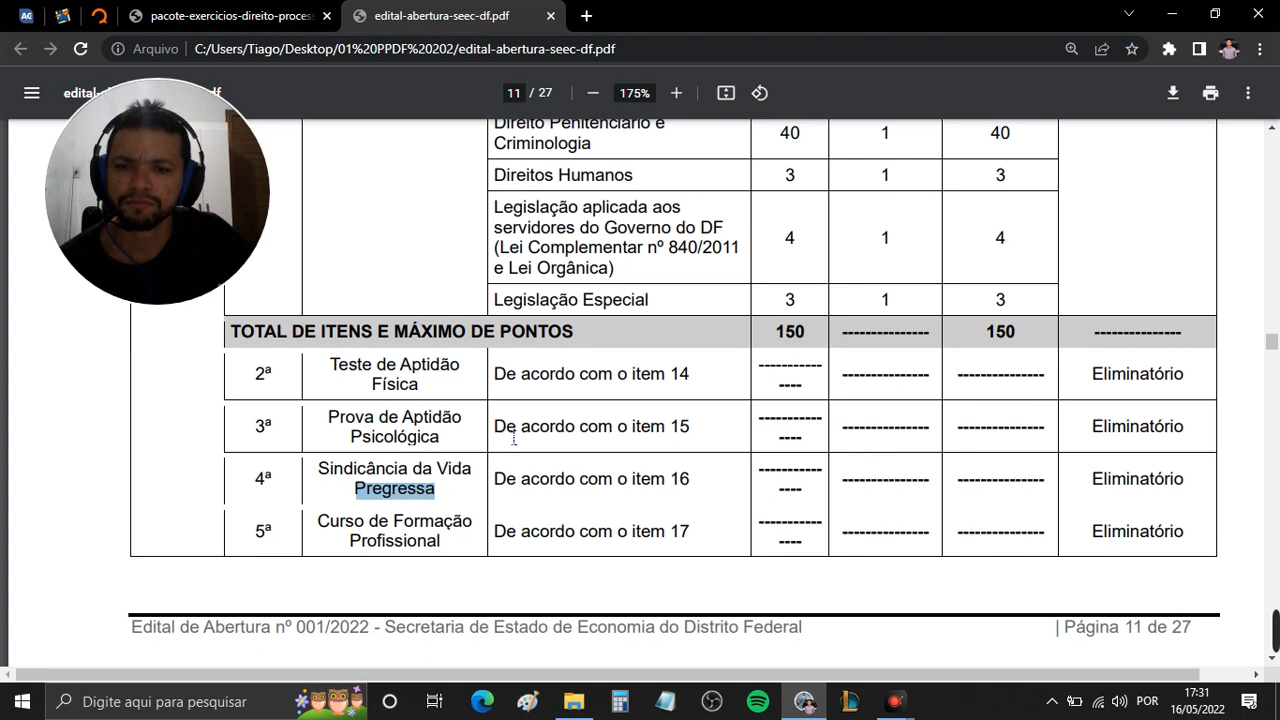 pacote-exercicios-direito-process
edital-abertura-seec-df.pdf
Arquivo
C:/Users/Tiago/Desktop/01%20PPDF%20202/edital-abertura-seec-df.pdf
edital-
df
11 / 27
175%
Direito Penitenciário e
Criminologia
40 1 40
Direitos Humanos 3 1 3
Legislação aplicada aos
servidores do Governo do DF
(Lei Complementar nº 840/2011
e Lei Orgânica)
4 1 4
Legislação Especial 3 1 3
TOTAL DE ITENS E MÁXIMO DE PONTOS 150 --------------- 150 ---------------
2ª
Teste de Aptidão
Física
De acordo com o item 14
---------------
---------------
---------------
Eliminatório
3ª
Prova de Aptidão
Psicológica
De acordo com o item 15
---------------
---------------
---------------
Eliminatório
4ª
Sindicância da Vida
Pregressa
De acordo com o item 16
---------------
---------------
---------------
Eliminatório
5ª
Curso de Formação
Profissional
De acordo com o item 17
---------------
---------------
---------------
Eliminatório
Edital de Abertura nº 001/2022 - Secretaria de Estado de Economia do Distrito Federal | Página 11 de 27
Digite aqui para pesquisar
POR
17:31
16/05/2022